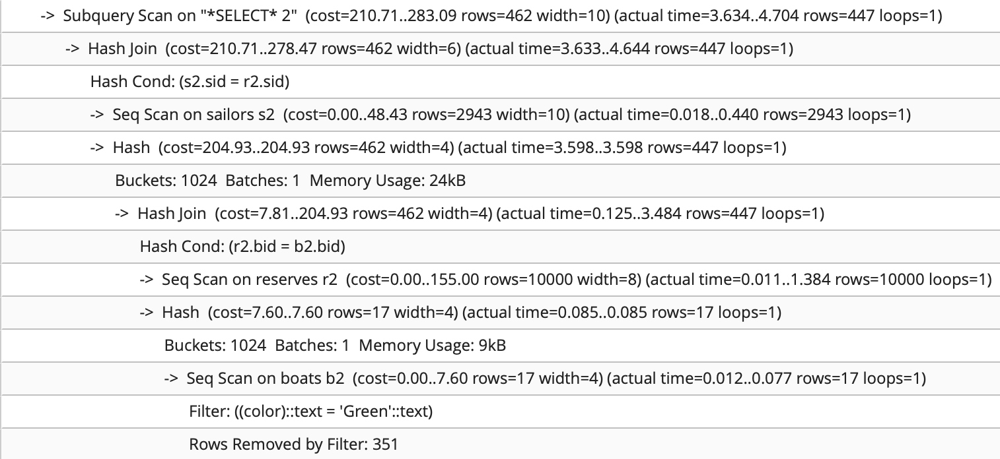 -> Subquery Scan on "*SELECT* 2" (cost=210.71..283.09 rows=462 width=10) (actual time=3.634..4.704 rows=447 loops=1)
-> Hash Join (cost=210.71..278.47 rows=462 width=6) (actual time=3.633..4.644 rows=447 loops=1)
Hash Cond: (s2.sid = r2.sid)
-> Seq Scan on sailors s2 (cost=0.00..48.43 rows=2943 width=10) (actual time=0.018..0.440 rows=2943 loops=1)
-> Hash (cost=204.93..204.93 rows=462 width=4) (actual time=3.598..3.598 rows=447 loops=1)
Buckets: 1024 Batches: 1 Memory Usage: 24kB
-> Hash Join (cost=7.81..204.93 rows=462 width=4) (actual time=0.125..3.484 rows=447 loops=1)
Hash Cond: (r2.bid = b2.bid)
-> Seq Scan on reserves r2 (cost=0.00..155.00 rows=10000 width=8) (actual time=0.011..1.384 rows=10000 loops=1)
-> Hash (cost=7.60..7.60 rows=17 width=4) (actual time=0.085..0.085 rows=17 loops=1)
Buckets: 1024 Batches: 1 Memory Usage: 9kB
-> Seq Scan on boats b2 (cost=0.00..7.60 rows=17 width=4) (actual time=0.012..0.077 rows=17 loops=1)
Filter: ((color)::text = 'Green'::text)
Rows Removed by Filter: 351